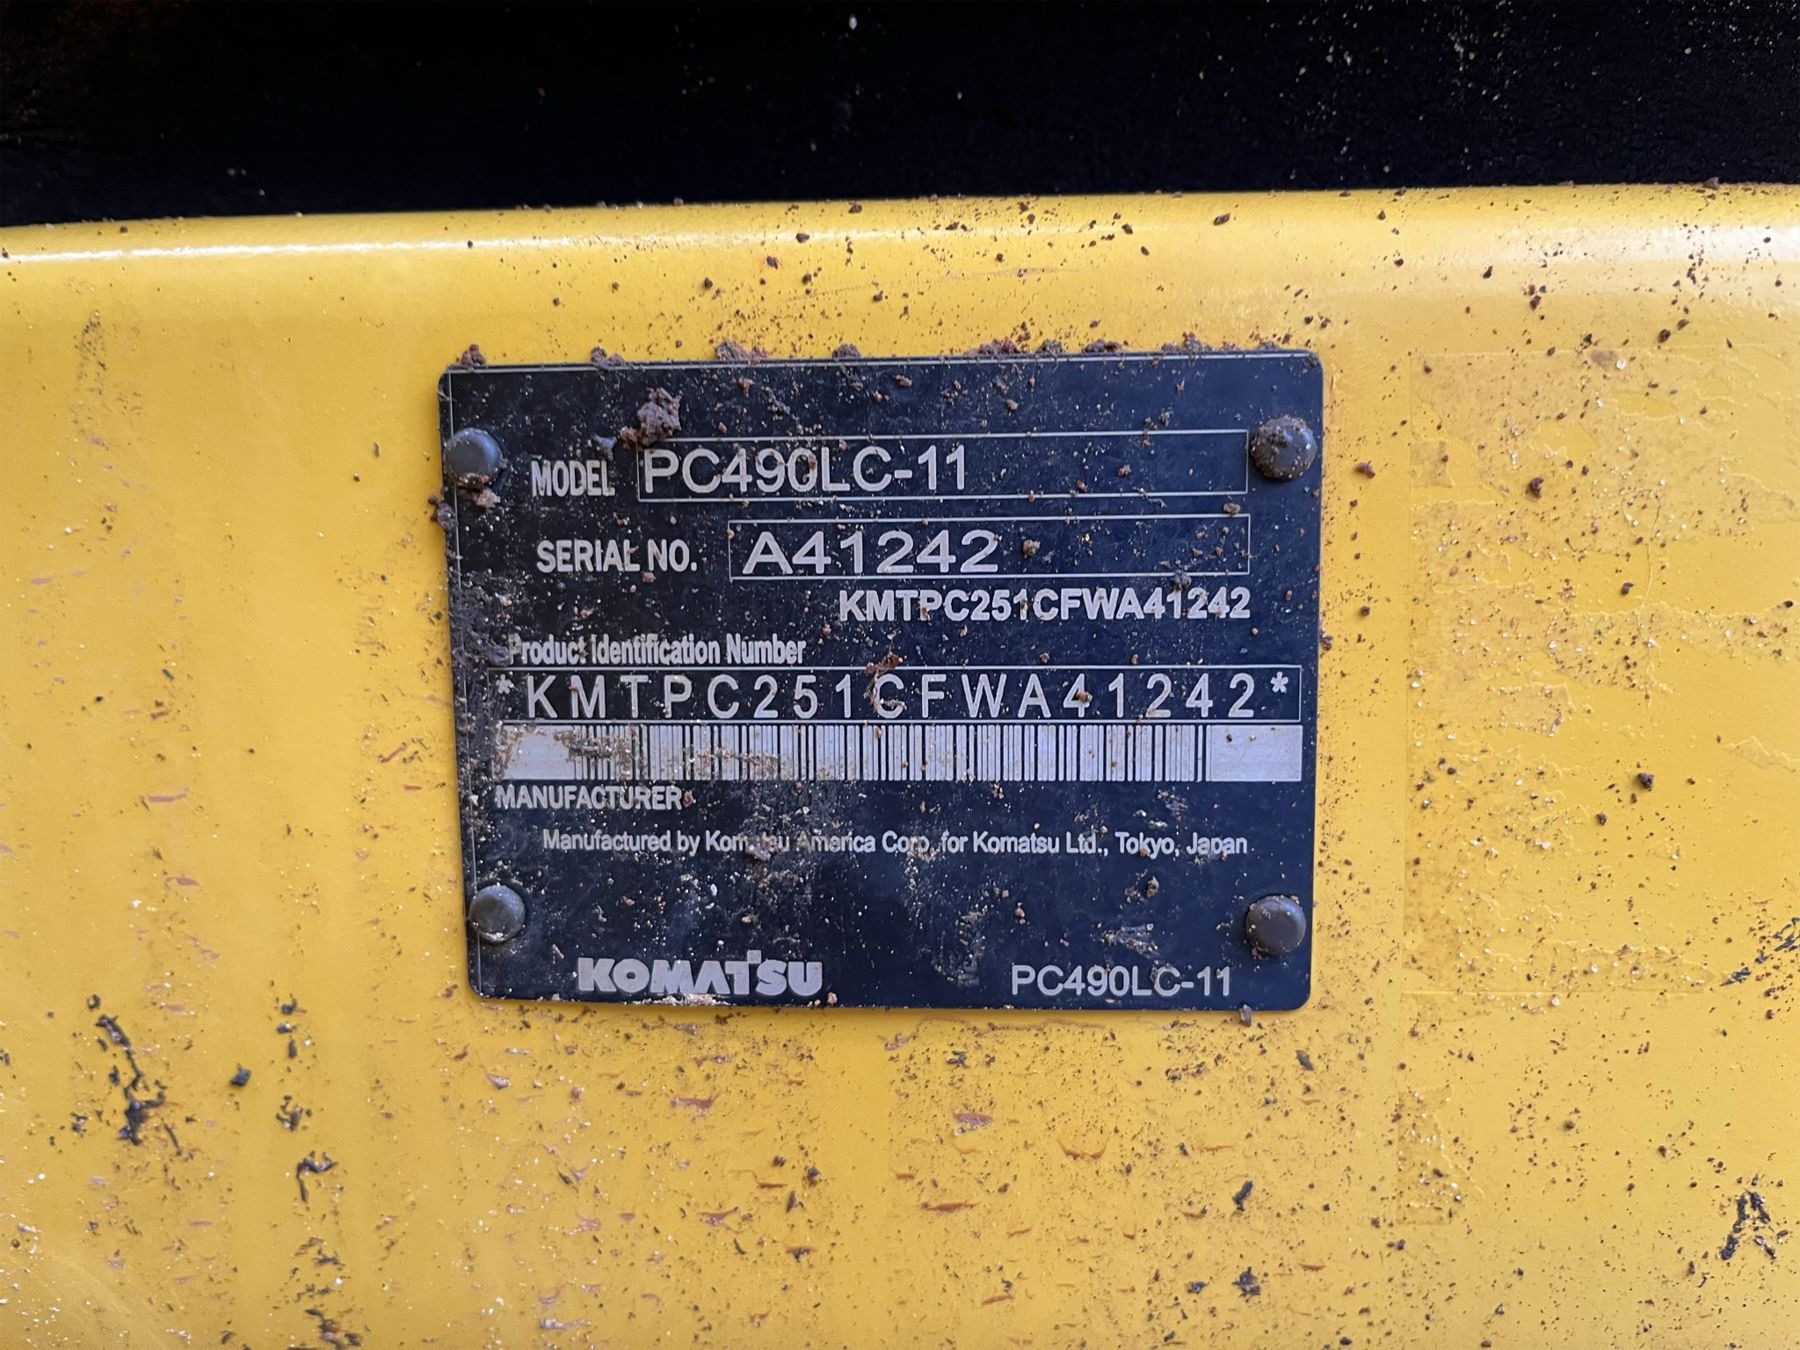 MODEL PC490LC-11
SERIAL NO. A41242
KMTPC251CFWA41242
Product Identification Number
*KMTPC251CFWA41242*
MANUFACTURER
Manufactured by Komatsu America Corp. for Komatsu Ltd., Tokyo, Japan
KOMATSU PC490LC-11